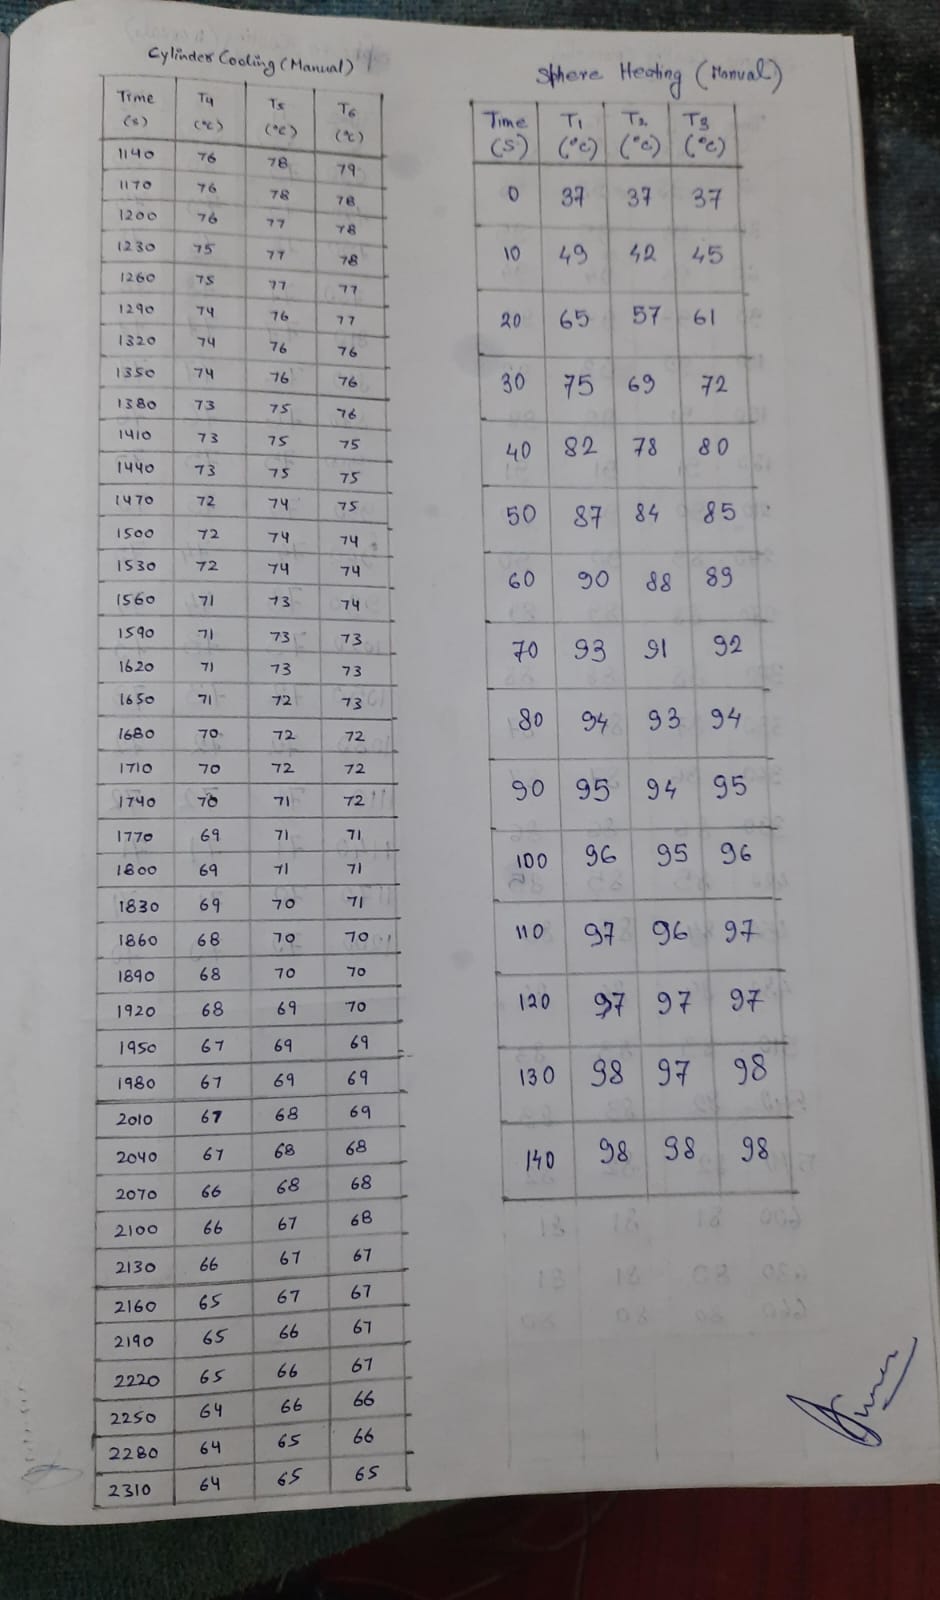 Cylinder Cooling (Manual)
Time (s) T4 (°C) T5 (°C) T6 (°C)
1140 76 78 79
1170 76 78 78
1200 76 77 78
1230 75 77 78
1260 75 77 77
1290 74 76 77
1320 74 76 76
1350 74 76 76
1380 73 75 76
1410 73 75 75
1440 73 75 75
1470 72 74 75
1500 72 74 74
1530 72 74 74
1560 71 73 74
1590 71 73 73
1620 71 73 73
1650 71 72 73
1680 70 72 72
1710 70 72 72
1740 70 71 72
1770 69 71 71
1800 69 71 71
1830 69 70 71
1860 68 70 70
1890 68 70 70
1920 68 69 70
1950 67 69 69
1980 67 69 69
2010 67 68 69
2040 67 68 68
2070 66 68 68
2100 66 67 68
2130 66 67 67
2160 65 67 67
2190 65 66 67
2220 65 66 67
2250 64 66 66
2280 64 65 66
2310 64 65 65
Sphere Heating (Manual)
Time (S) T1 (°C) T2 (°C) T3 (°C)
0 37 37 37
10 49 42 45
20 65 57 61
30 75 69 72
40 82 78 80
50 87 84 85
60 90 88 89
70 93 91 92
80 94 93 94
90 95 94 95
100 96 95 96
110 97 96 97
120 97 97 97
130 98 97 98
140 98 98 98